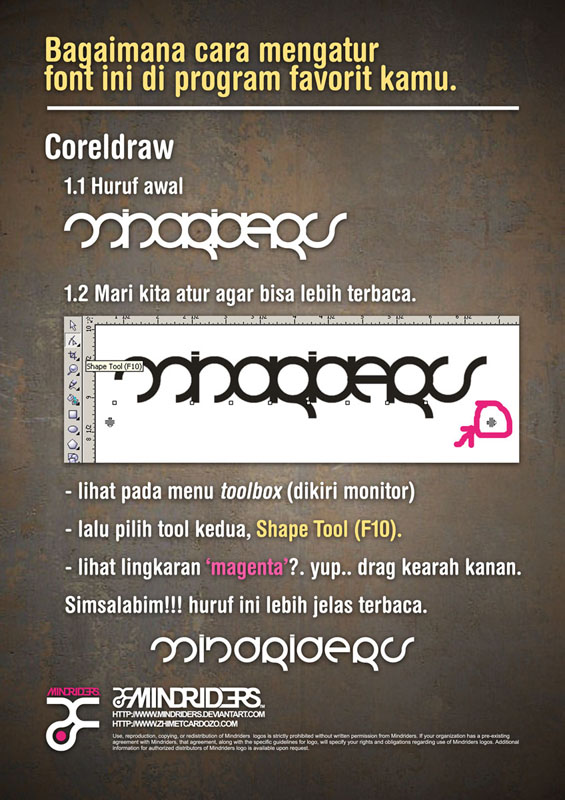 Bagaimana cara mengatur
font ini di program favorit kamu.
Coreldraw
1.1 Huruf awal
mindriders
1.2 Mari kita atur agar bisa lebih terbaca.
Shape Tool (F10)
mindriders
- lihat pada menu toolbox (dikiri monitor)
- lalu pilih tool kedua, Shape Tool (F10).
- lihat lingkaran 'magenta'?. yup.. drag kearah kanan.
Simsalabim!!! huruf ini lebih jelas terbaca.
mindriders
MINDRIDERS
MINDRIDERS™
HTTP://WWW.MINDRIDERS.DEVIANTART.COM
HTTP://WWW.ZHIMETCARDOZO.COM
Use, reproduction, copying, or redistribution of Mindriders logos is strictly prohibited without written permission from Mindriders. If your organization has a pre-existing
agreement with Mindriders, that agreement, along with the specific guidelines for logo, will specify your rights and obligations regarding use of Mindriders logos. Additional
information for authorized distributors of Mindriders logo is available upon request.